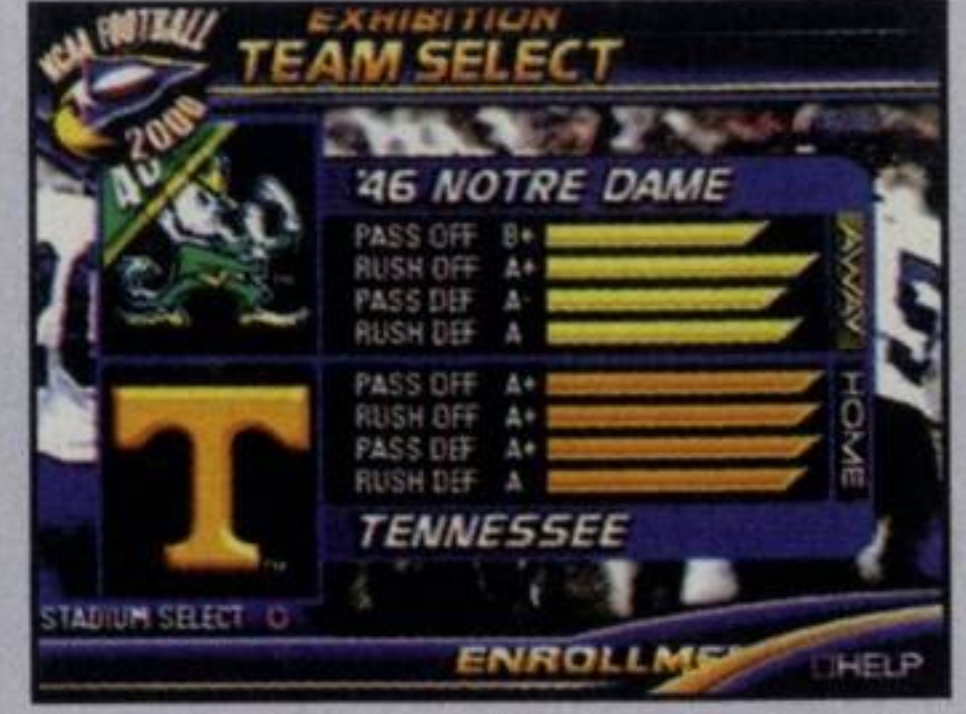 EXHIBITION
TEAM SELECT
NCAA FOOTBALL
2000
'46 NOTRE DAME
PASS OFF B+
RUSH OFF A+
PASS DEF A-
RUSH DEF A
AWAY
PASS OFF A+
RUSH OFF A+
PASS DEF A+
RUSH DEF A
HOME
TENNESSEE
STADIUM SELECT O
ENROLLME
HELP